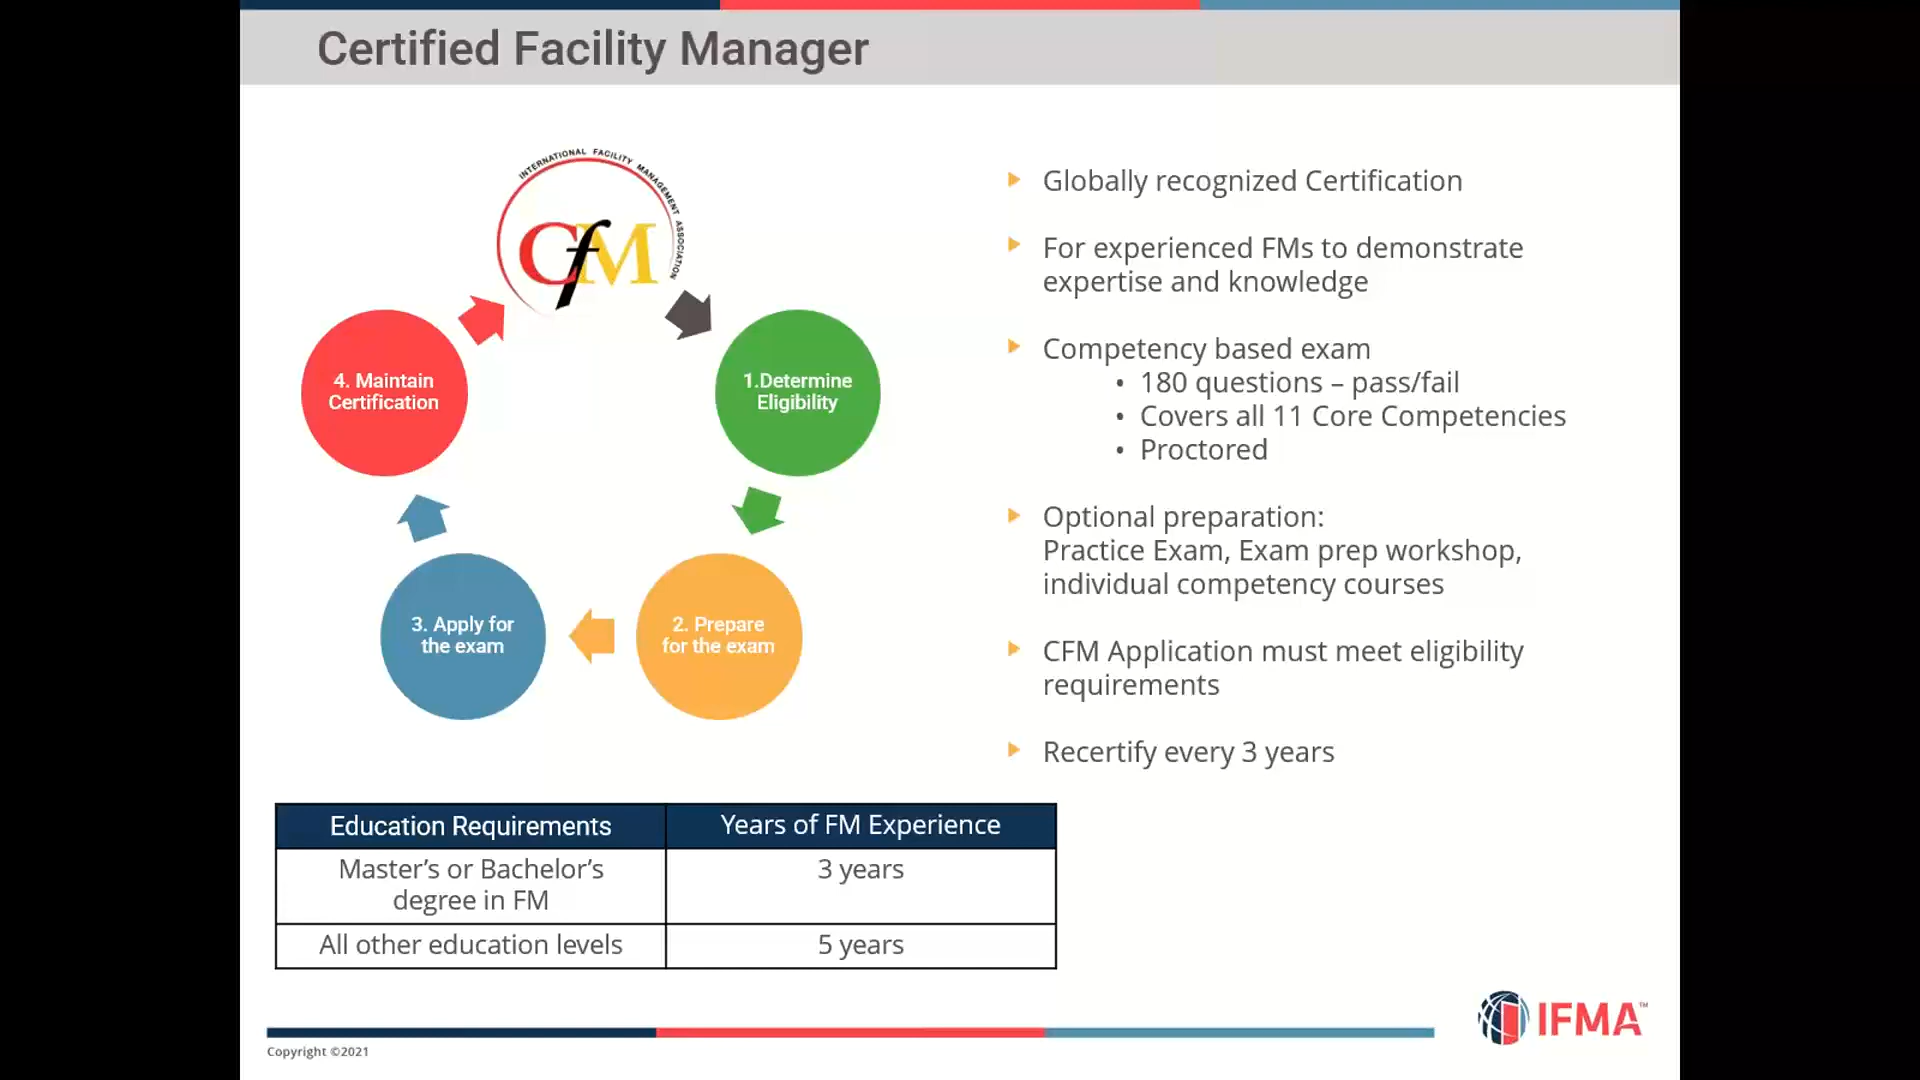 Certified Facility Manager
INTERNATIONAL FACILITY MANAGEMENT ASSOCIATION
CfM
4. Maintain
Certification
1.Determine
Eligibility
3. Apply for
the exam
2. Prepare
for the exam
Globally recognized Certification
For experienced FMs to demonstrate
expertise and knowledge
Competency based exam
• 180 questions – pass/fail
• Covers all 11 Core Competencies
• Proctored
Optional preparation:
Practice Exam, Exam prep workshop,
individual competency courses
CFM Application must meet eligibility
requirements
Recertify every 3 years
Education Requirements Years of FM Experience
Master’s or Bachelor’s 3 years
degree in FM
All other education levels 5 years
IFMA™
Copyright ©2021